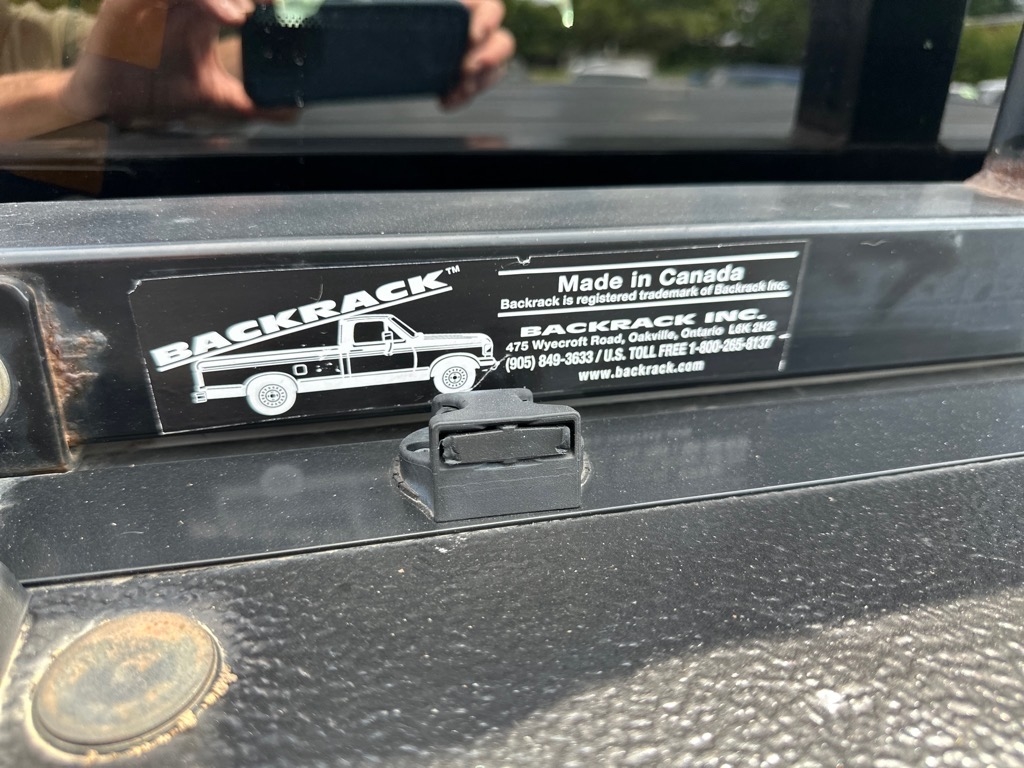 BACKRACK™
Made in Canada
Backrack is registered trademark of Backrack Inc.
BACKRACK INC.
475 Wyecroft Road, Oakville, Ontario L6K 2H2
(905) 849-3633 / U.S. TOLL FREE 1-800-265-8137
www.backrack.com